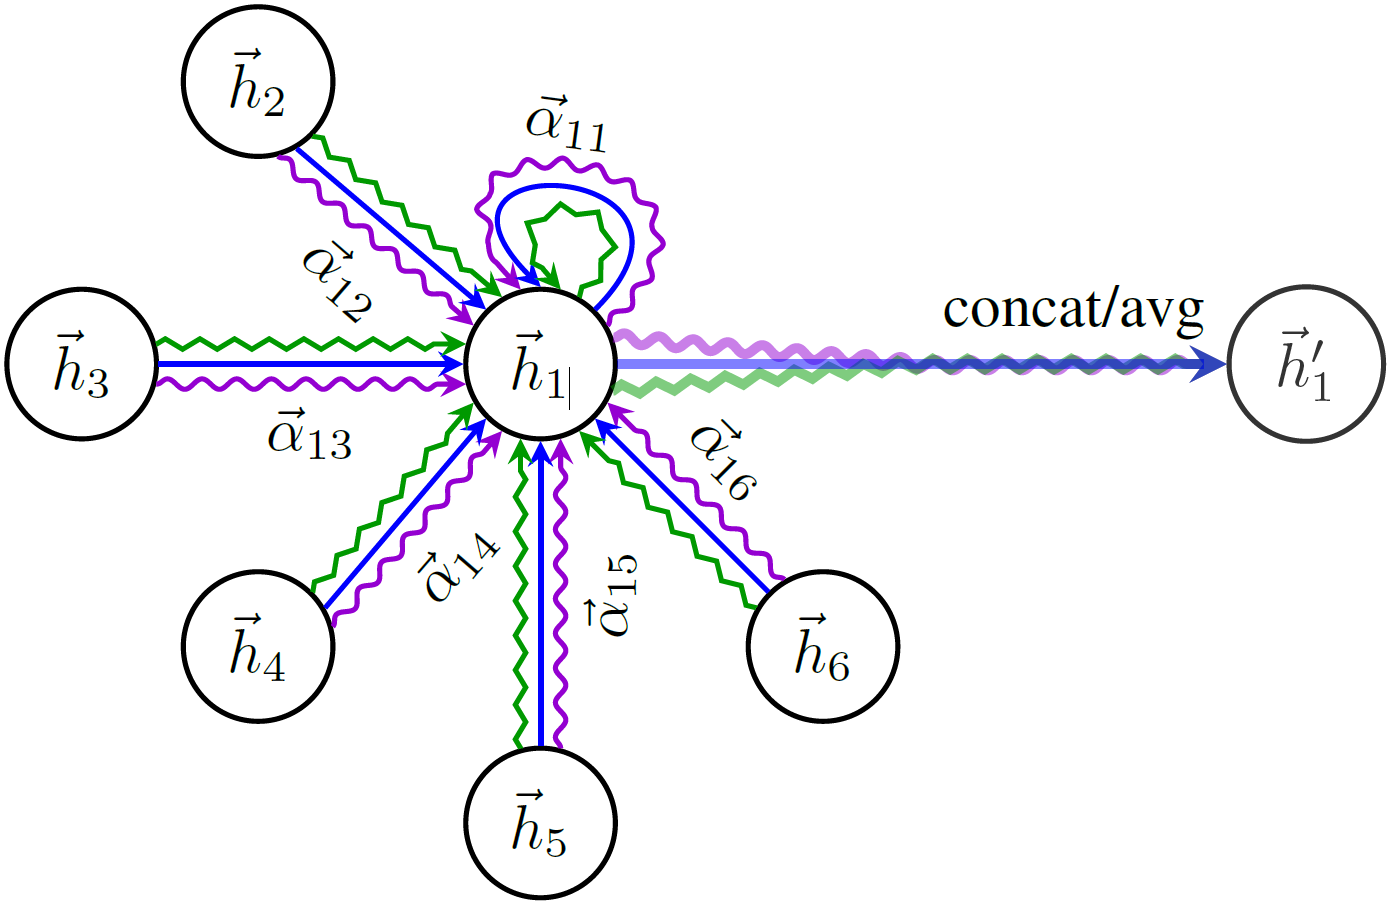 h⃗₂
α⃗₁₁
α⃗₁₂
concat/avg
h⃗₃
h⃗₁|
h⃗′₁
α⃗₁₃
α⃗₁₆
α⃗₁₄
α⃗₁₅
h⃗₄
h⃗₆
h⃗₅